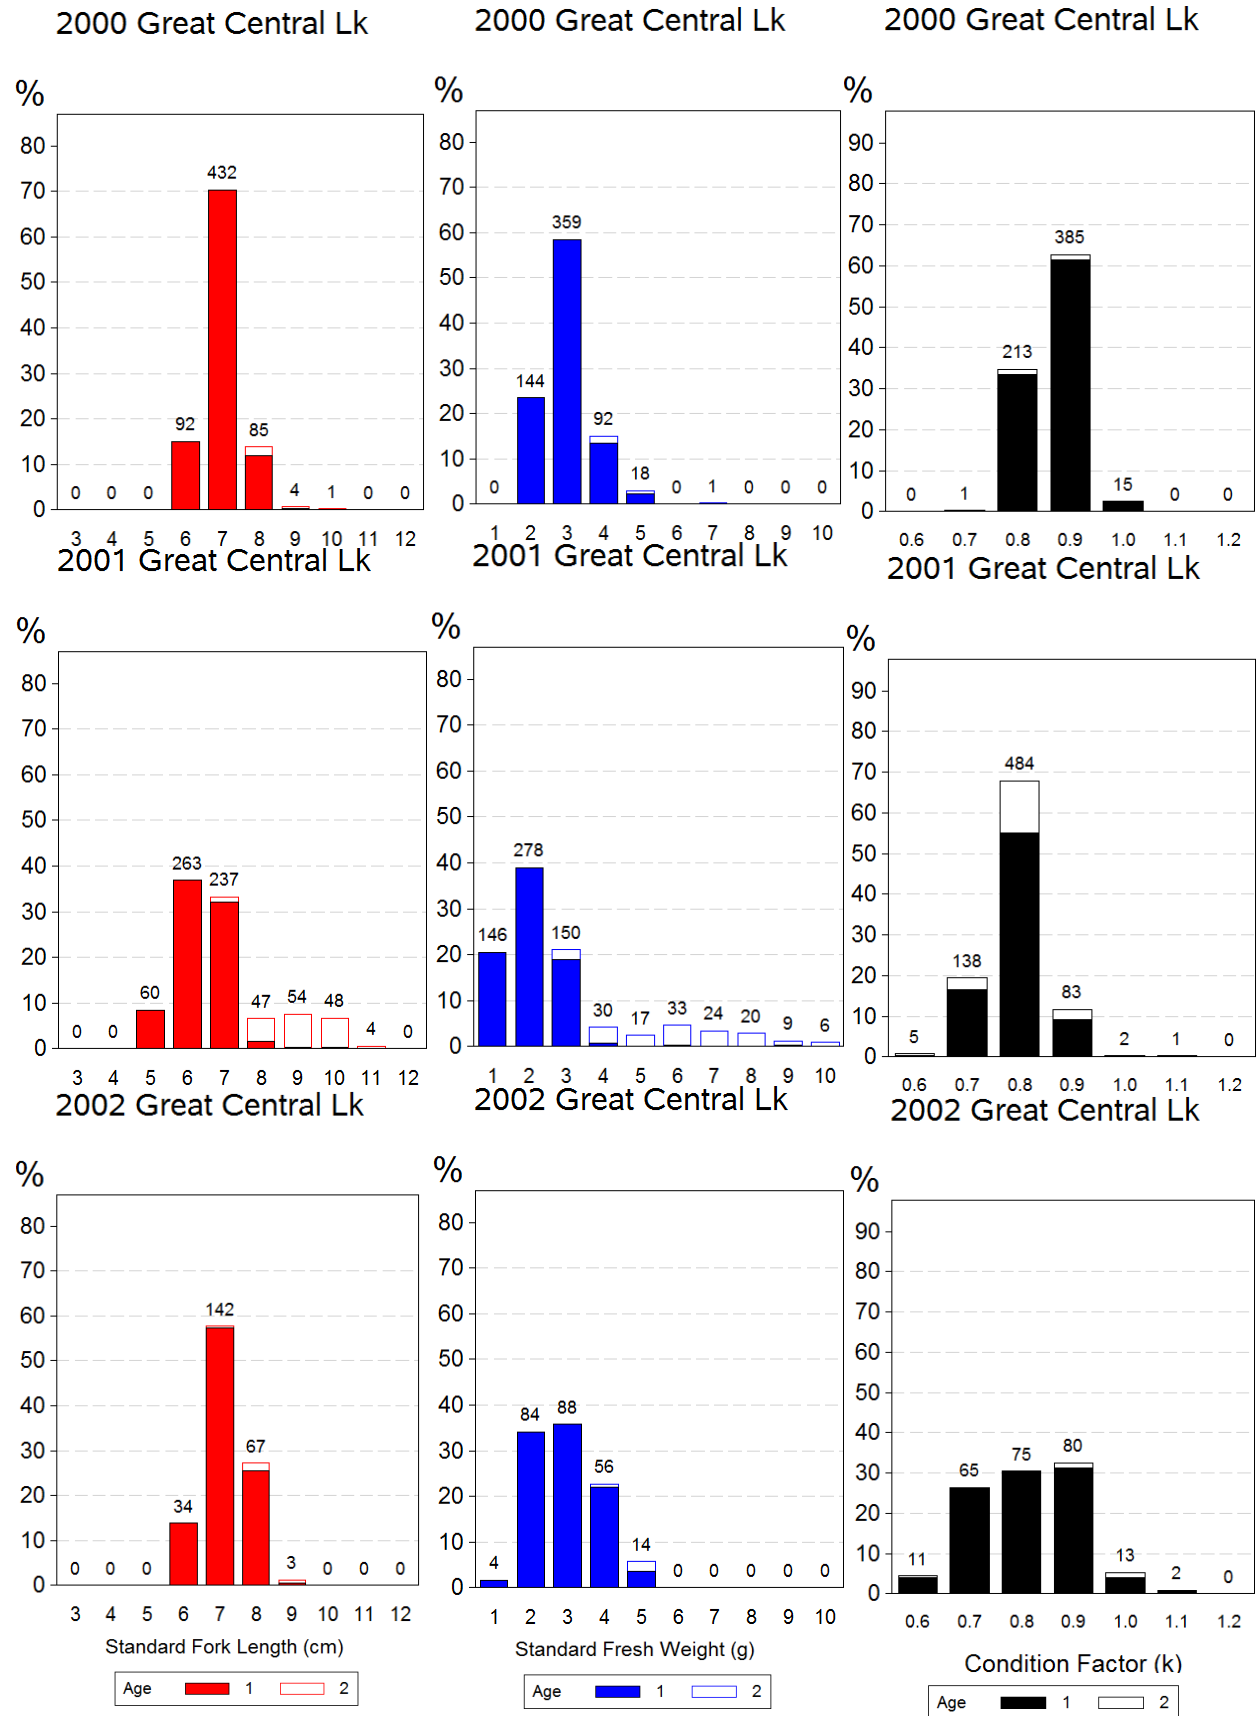 2000 Great Central Lk
2000 Great Central Lk
2000 Great Central Lk
%
80
70
60
50
40
30
20
10
0
0 0 0 92 432 85 4 1 0 0
3 4 5 6 7 8 9 10 11 12
%
80
70
60
50
40
30
20
10
0
0 144 359 92 18 0 1 0 0 0
1 2 3 4 5 6 7 8 9 10
%
90
80
70
60
50
40
30
20
10
0
0 1 213 385 15 0 0
0.6 0.7 0.8 0.9 1.0 1.1 1.2
2001 Great Central Lk
2001 Great Central Lk
2001 Great Central Lk
%
80
70
60
50
40
30
20
10
0
0 0 60 263 237 47 54 48 4 0
3 4 5 6 7 8 9 10 11 12
%
80
70
60
50
40
30
20
10
0
146 278 150 30 17 33 24 20 9 6
1 2 3 4 5 6 7 8 9 10
%
90
80
70
60
50
40
30
20
10
0
5 138 484 83 2 1 0
0.6 0.7 0.8 0.9 1.0 1.1 1.2
2002 Great Central Lk
2002 Great Central Lk
2002 Great Central Lk
%
80
70
60
50
40
30
20
10
0
0 0 0 34 142 67 3 0 0 0
3 4 5 6 7 8 9 10 11 12
Standard Fork Length (cm)
Age 1 2
%
80
70
60
50
40
30
20
10
0
4 84 88 56 14 0 0 0 0 0
1 2 3 4 5 6 7 8 9 10
Standard Fresh Weight (g)
Age 1 2
%
90
80
70
60
50
40
30
20
10
0
11 65 75 80 13 2 0
0.6 0.7 0.8 0.9 1.0 1.1 1.2
Condition Factor (k)
Age 1 2